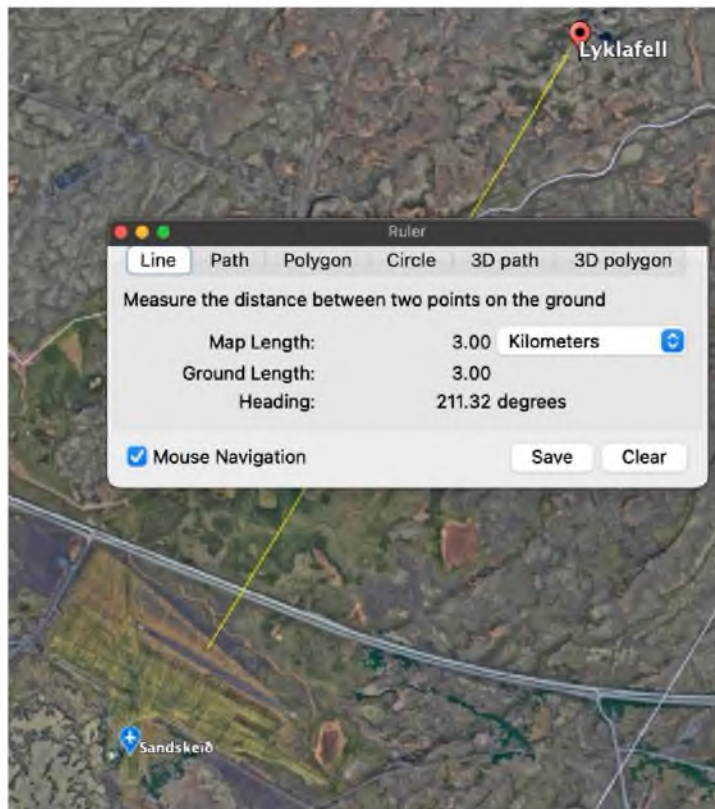 Lyklafell
Ruler
Line Path Polygon Circle 3D path 3D polygon
Measure the distance between two points on the ground
Map Length: 3.00 Kilometers
Ground Length: 3.00
Heading: 211.32 degrees
Mouse Navigation Save Clear
Sandskeið